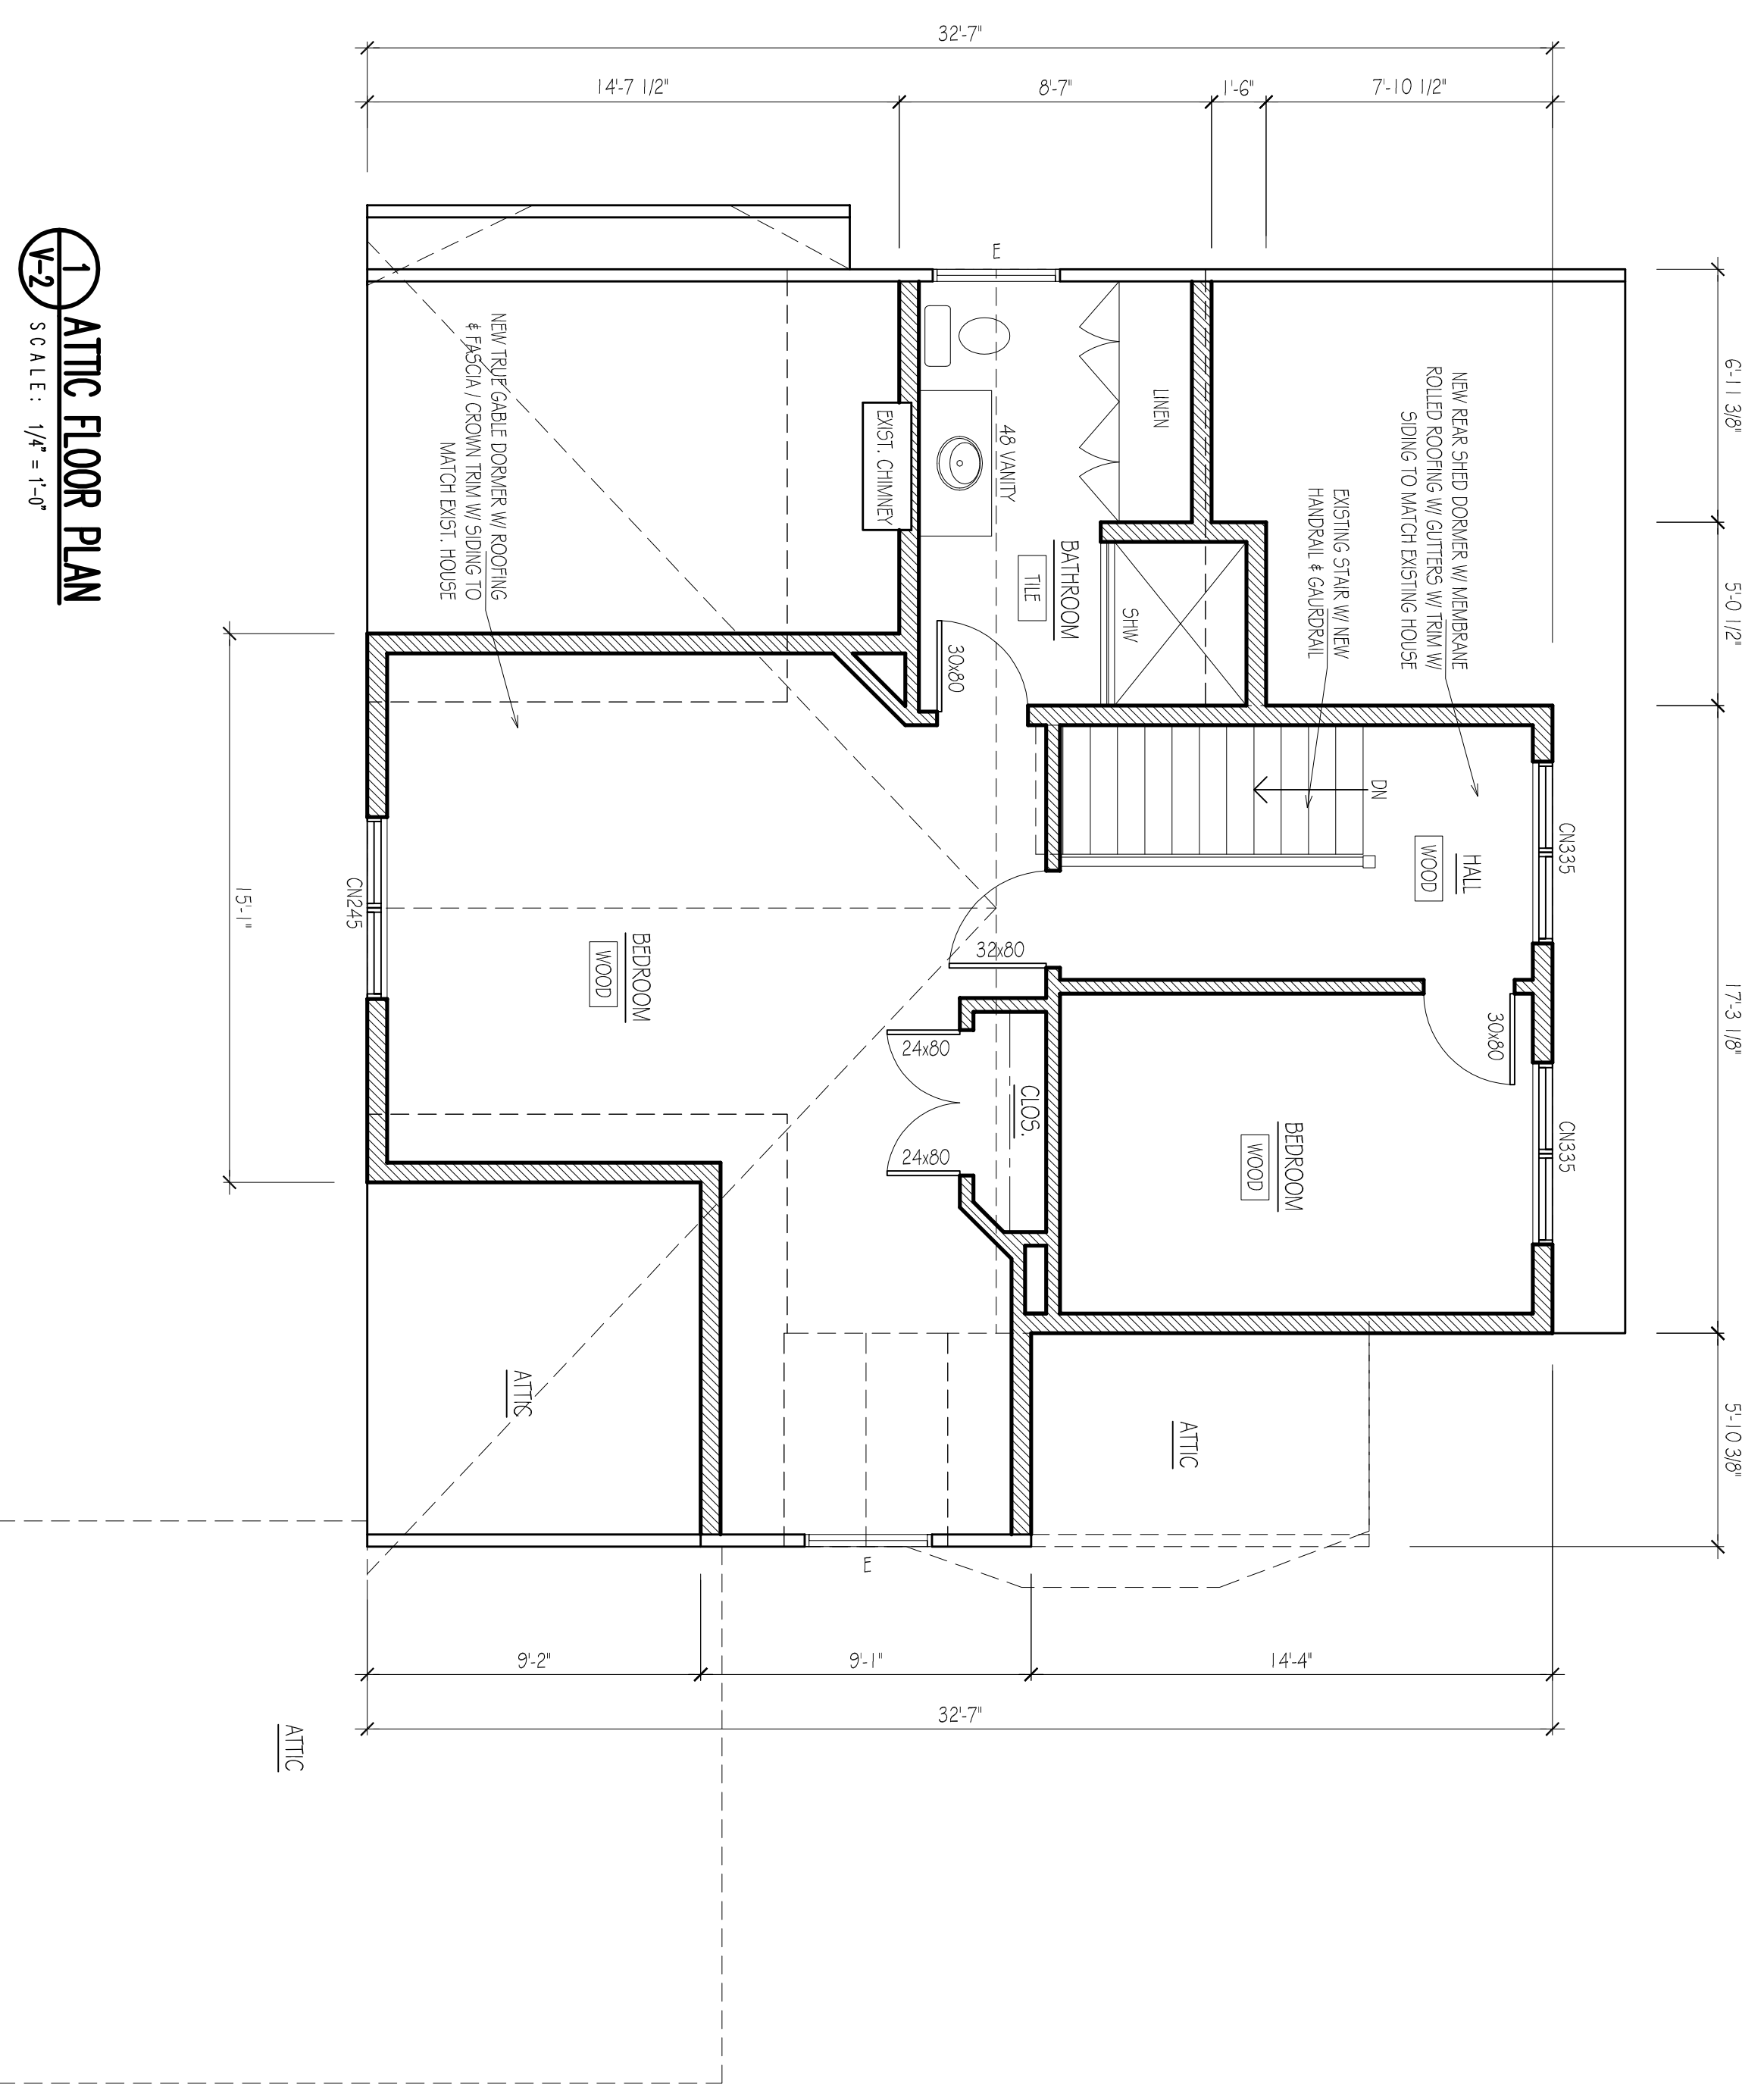 6'-11 3/8"
5'-0 1/2"
17'-3 1/8"
5'-10 3/8"
32'-7"
7'-10 1/2"
1'-6"
8'-7"
14'-7 1/2"
NEW REAR SHED DORMER W/ MEMBRANE
ROLLED ROOFING W/ GUTTERS W/ TRIM W/
SIDING TO MATCH EXISTING HOUSE
EXISTING STAIR W/ NEW
HANDRAIL & GAURDRAIL
CN335
CN335
HALL
WOOD
DN
30x80
BEDROOM
WOOD
ATTIC
LINEN
SHW
BATHROOM
TILE
48 VANITY
E
30x80
32x80
CLOS.
24x80
24x80
EXIST. CHIMNEY
E
BEDROOM
WOOD
NEW TRUE GABLE DORMER W/ ROOFING
& FASCIA / CROWN TRIM W/ SIDING TO
MATCH EXIST. HOUSE
ATTIC
CN245
15'-1"
14'-4"
9'-1"
9'-2"
32'-7"
ATTIC
1
V-2
ATTIC FLOOR PLAN
SCALE: 1/4" = 1'-0"